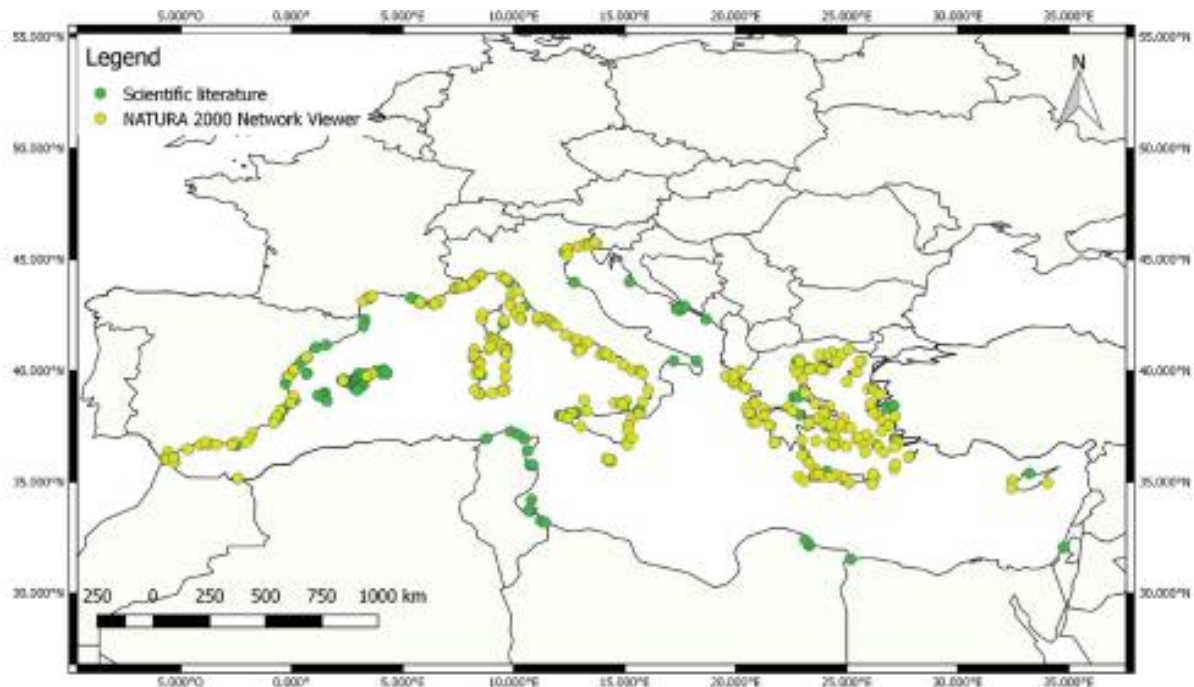 5.000°O 0.000° 5.000°E 10.000°E 15.000°E 20.000°E 25.000°E 30.000°E 35.000°E
55.000°N 55.000°N
Legend
Scientific literature
NATURA 2000 Network Viewer
N
50.000°N 50.000°N
45.000°N 45.000°N
40.000°N 40.000°N
35.000°N 35.000°N
30.000°N 30.000°N
250 0 250 500 750 1000 km
5.000°O 0.000° 5.000°E 10.000°E 15.000°E 20.000°E 25.000°E 30.000°E 35.000°E